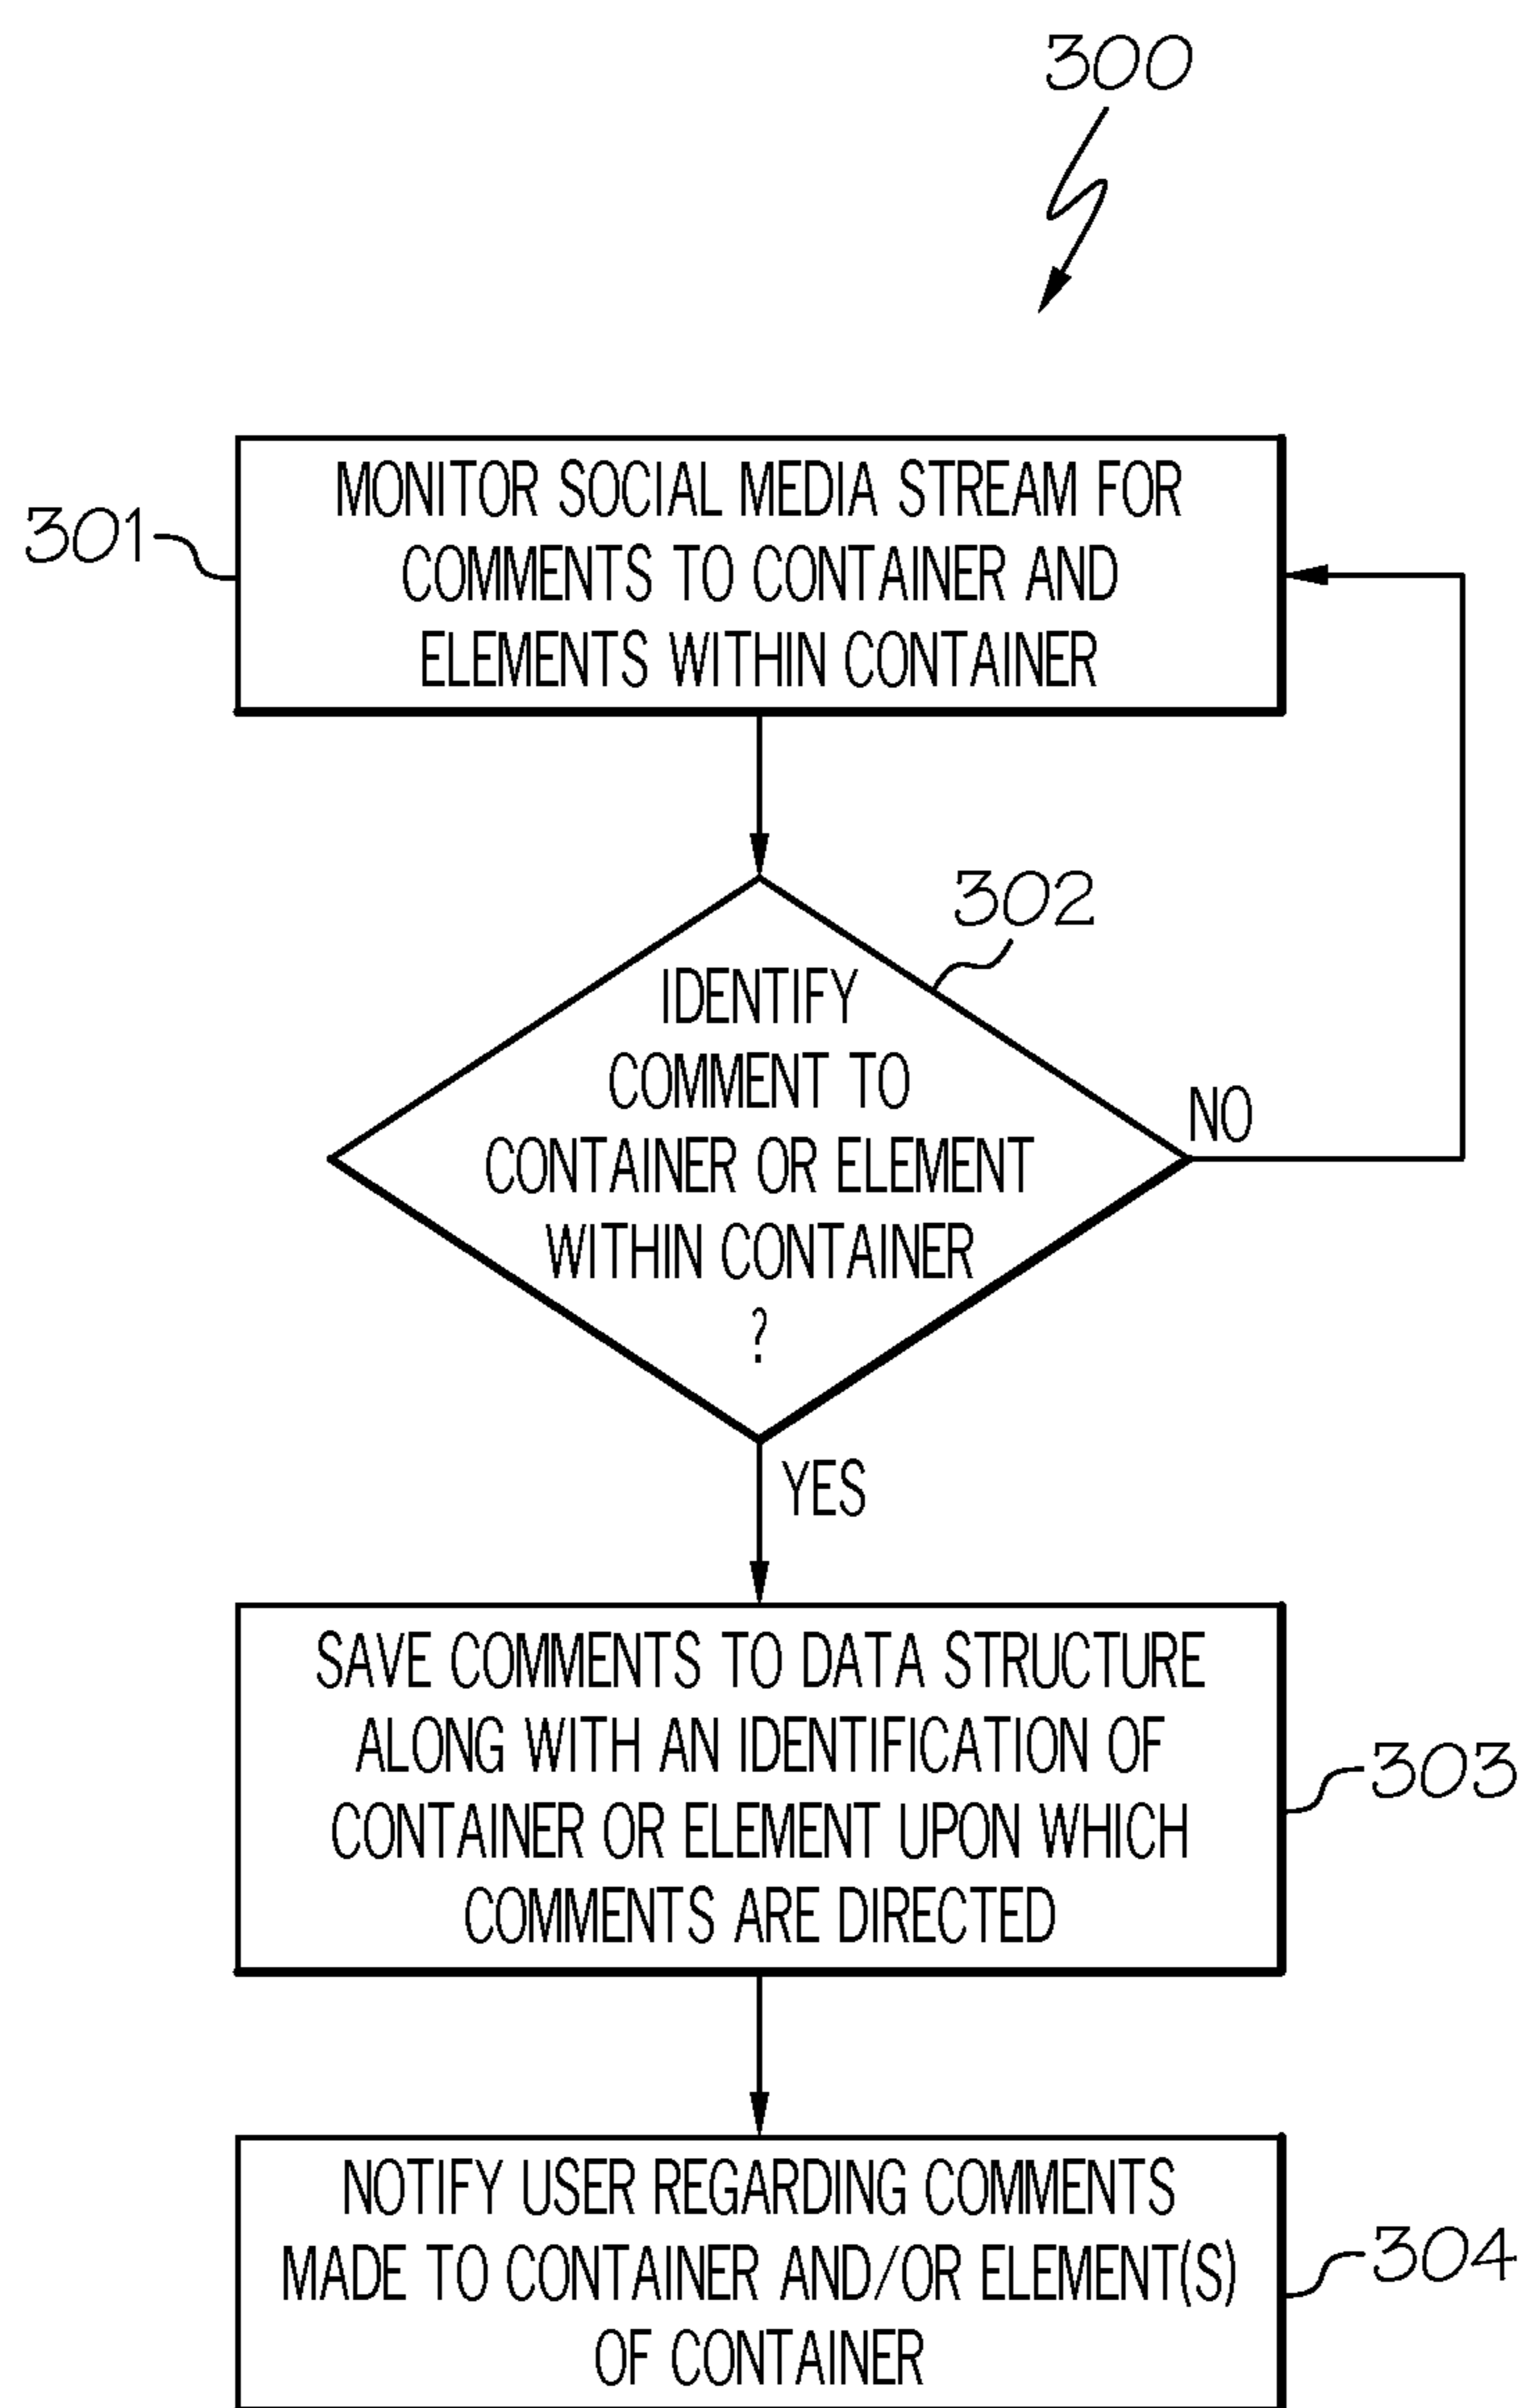 300
301
MONITOR SOCIAL MEDIA STREAM FOR
COMMENTS TO CONTAINER AND
ELEMENTS WITHIN CONTAINER
302
IDENTIFY
COMMENT TO
CONTAINER OR ELEMENT
WITHIN CONTAINER
?
NO
YES
SAVE COMMENTS TO DATA STRUCTURE
ALONG WITH AN IDENTIFICATION OF
CONTAINER OR ELEMENT UPON WHICH
COMMENTS ARE DIRECTED
303
NOTIFY USER REGARDING COMMENTS
MADE TO CONTAINER AND/OR ELEMENT(S)
OF CONTAINER
304